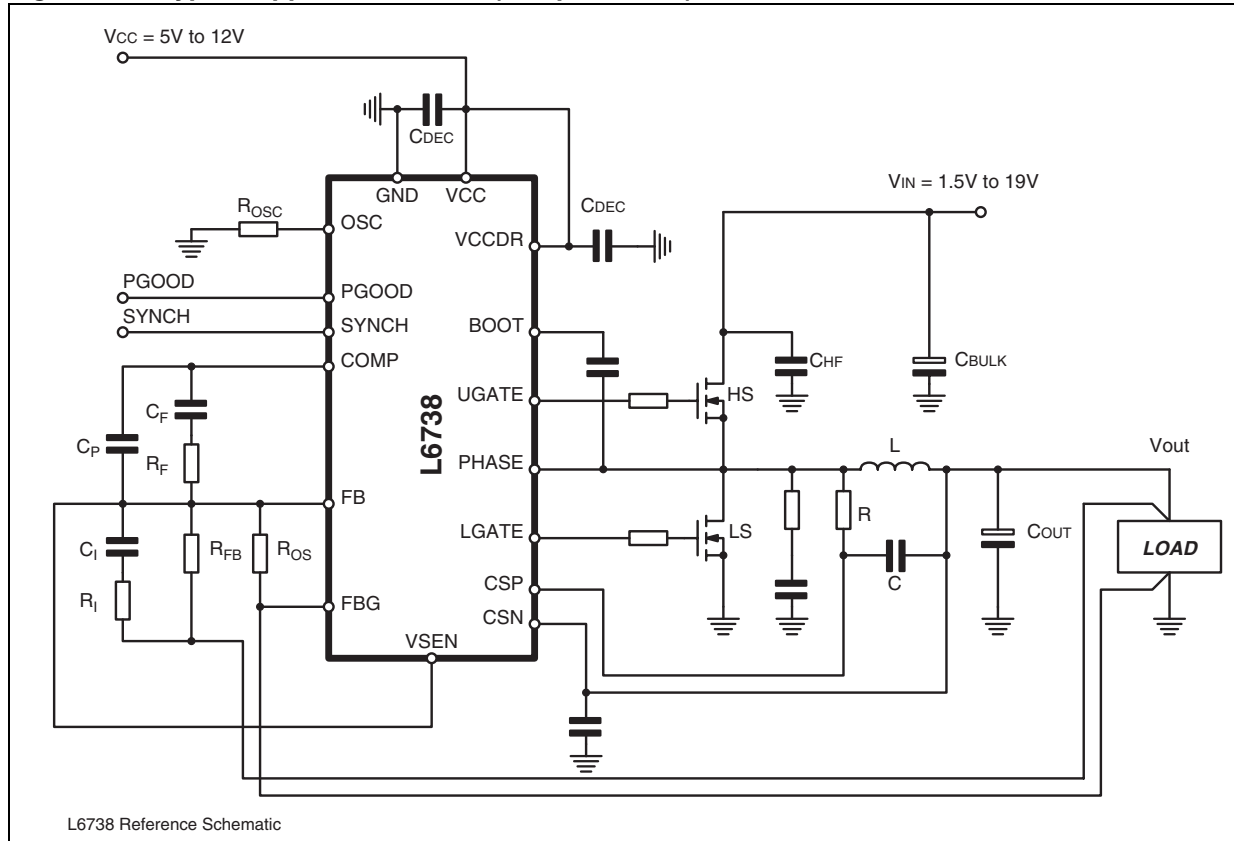 VCC = 5V to 12V
CDEC
GND
VCC
VIN = 1.5V to 19V
ROSC
OSC
CDEC
VCCDR
PGOOD
PGOOD
SYNCH
SYNCH
BOOT
COMP
CHF
CBULK
UGATE
HS
CF
CP
RF
L6738
PHASE
L
Vout
FB
R
LGATE
LS
COUT
LOAD
CI
RFB
ROS
C
CSP
RI
FBG
CSN
VSEN
L6738 Reference Schematic